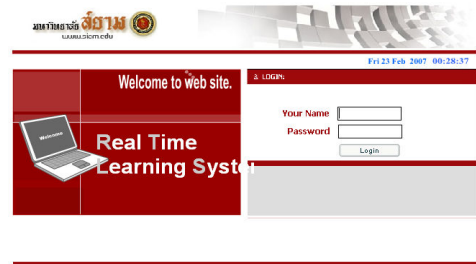 มหาวิทยาลัย สยาม
www.siam.edu
Fri 23 Feb 2007 00:28:37
Welcome to web site.
LOGIN:
Your Name
Password
Login
Welcome
Real Time
Learning System